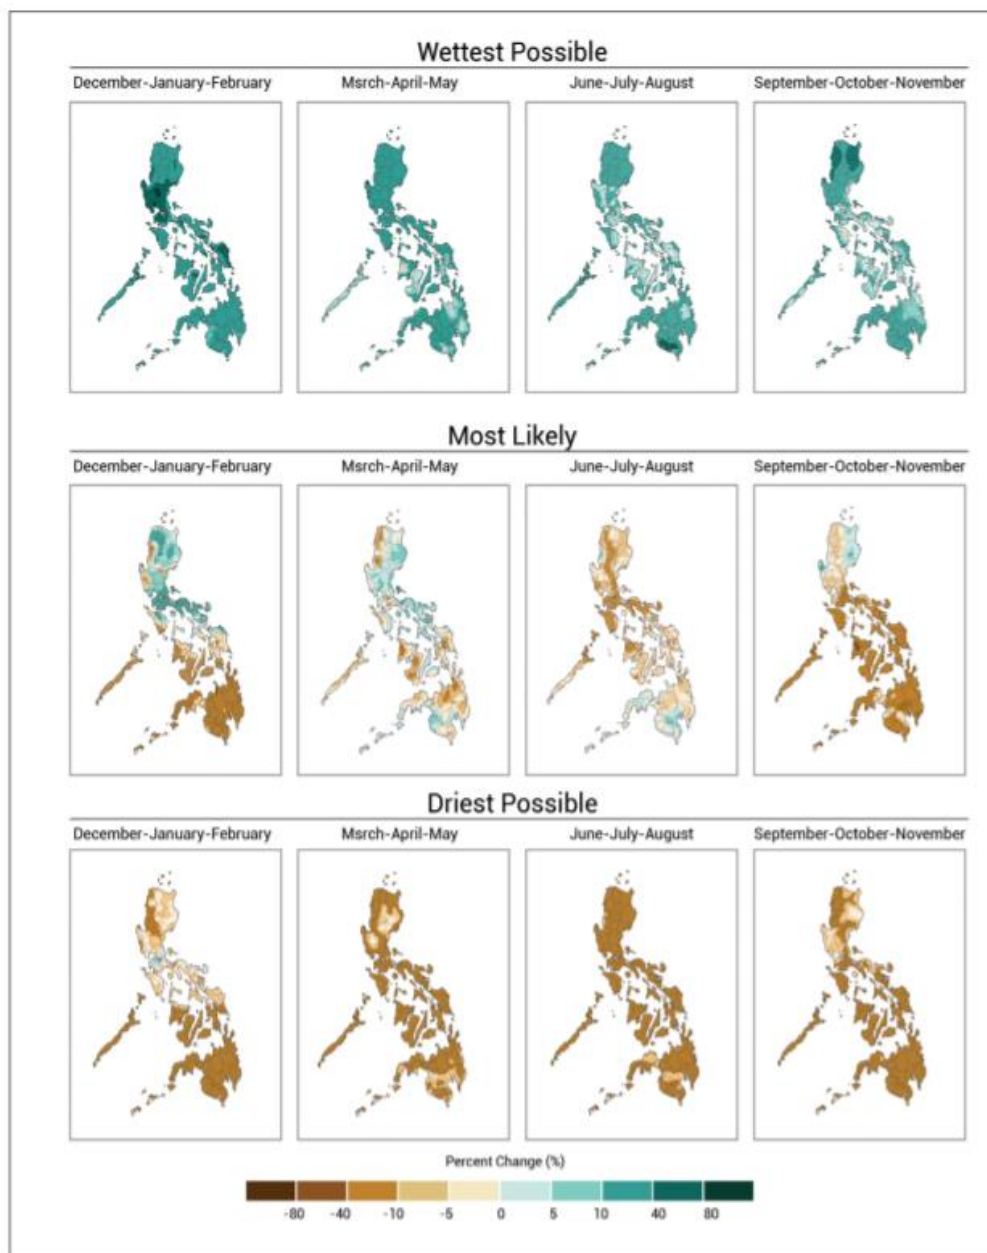 Wettest Possible
December-January-February Msrch-April-May June-July-August September-October-November
Most Likely
December-January-February Msrch-April-May June-July-August September-October-November
Driest Possible
December-January-February Msrch-April-May June-July-August September-October-November
Percent Change (%)
-80 -40 -10 -5 0 5 10 40 80